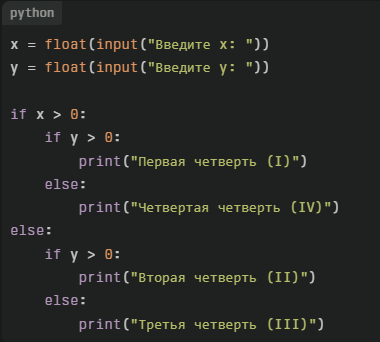 python
x = float(input("Введите x: "))
y = float(input("Введите y: "))
if x > 0:
    if y > 0:
        print("Первая четверть (I)")
    else:
        print("Четвертая четверть (IV)")
else:
    if y > 0:
        print("Вторая четверть (II)")
    else:
        print("Третья четверть (III)")